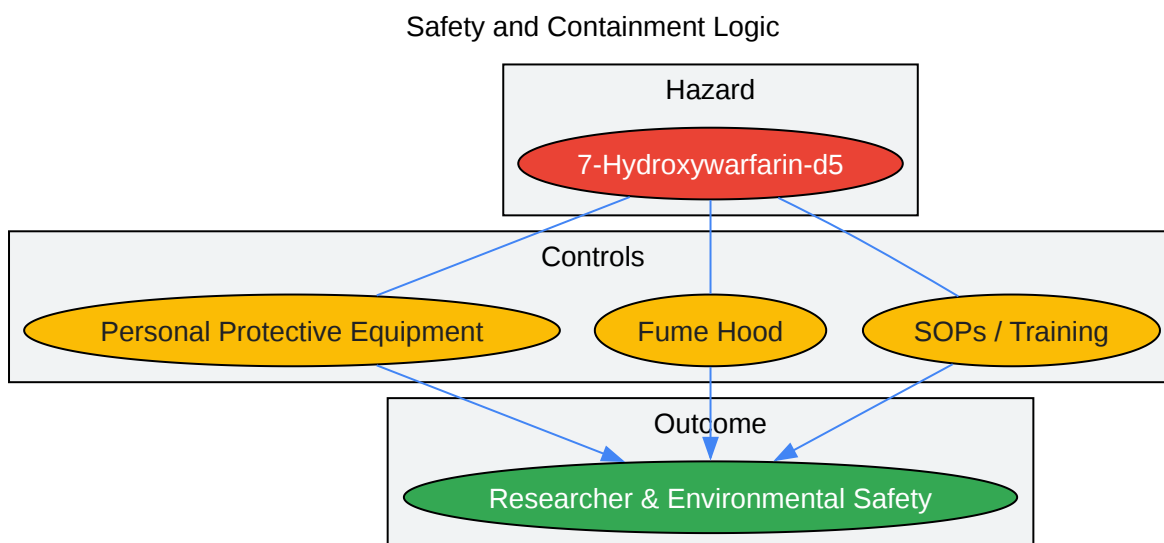 Safety and Containment Logic
Hazard
7-Hydroxywarfarin-d5
Controls
Personal Protective Equipment
Fume Hood
SOPs / Training
Outcome
Researcher & Environmental Safety